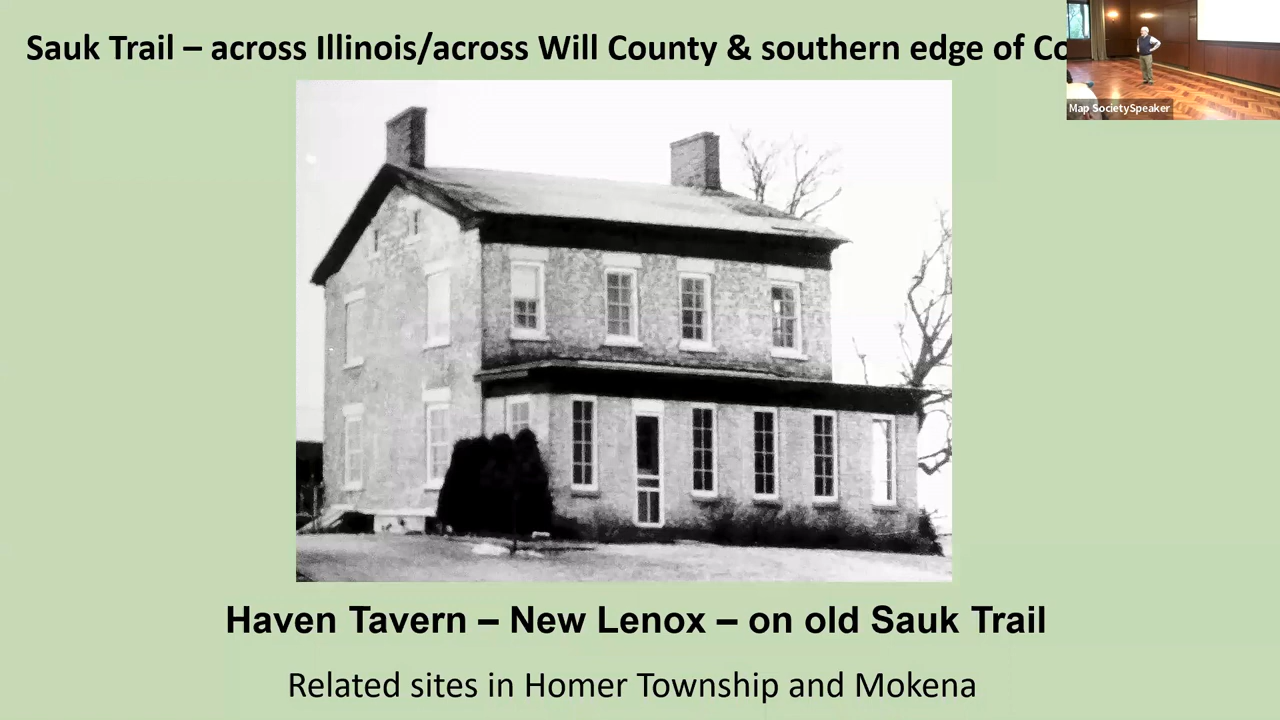 Sauk Trail – across Illinois/across Will County & southern edge of Co
Map SocietySpeaker
Haven Tavern – New Lenox – on old Sauk Trail
Related sites in Homer Township and Mokena